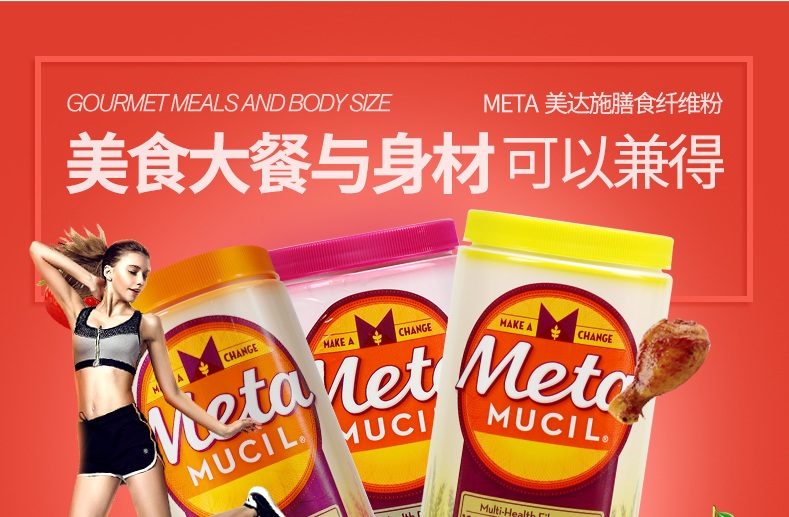 GOURMET MEALS AND BODY SIZE
META 美达施膳食纤维粉
美食大餐与身材可以兼得
MAKE A CHANGE
Meta
MUCIL®
MAKE A CHANGE
Meta
MUCIL
MAKE A CHANGE
Meta
MUCIL®
Multi-Health